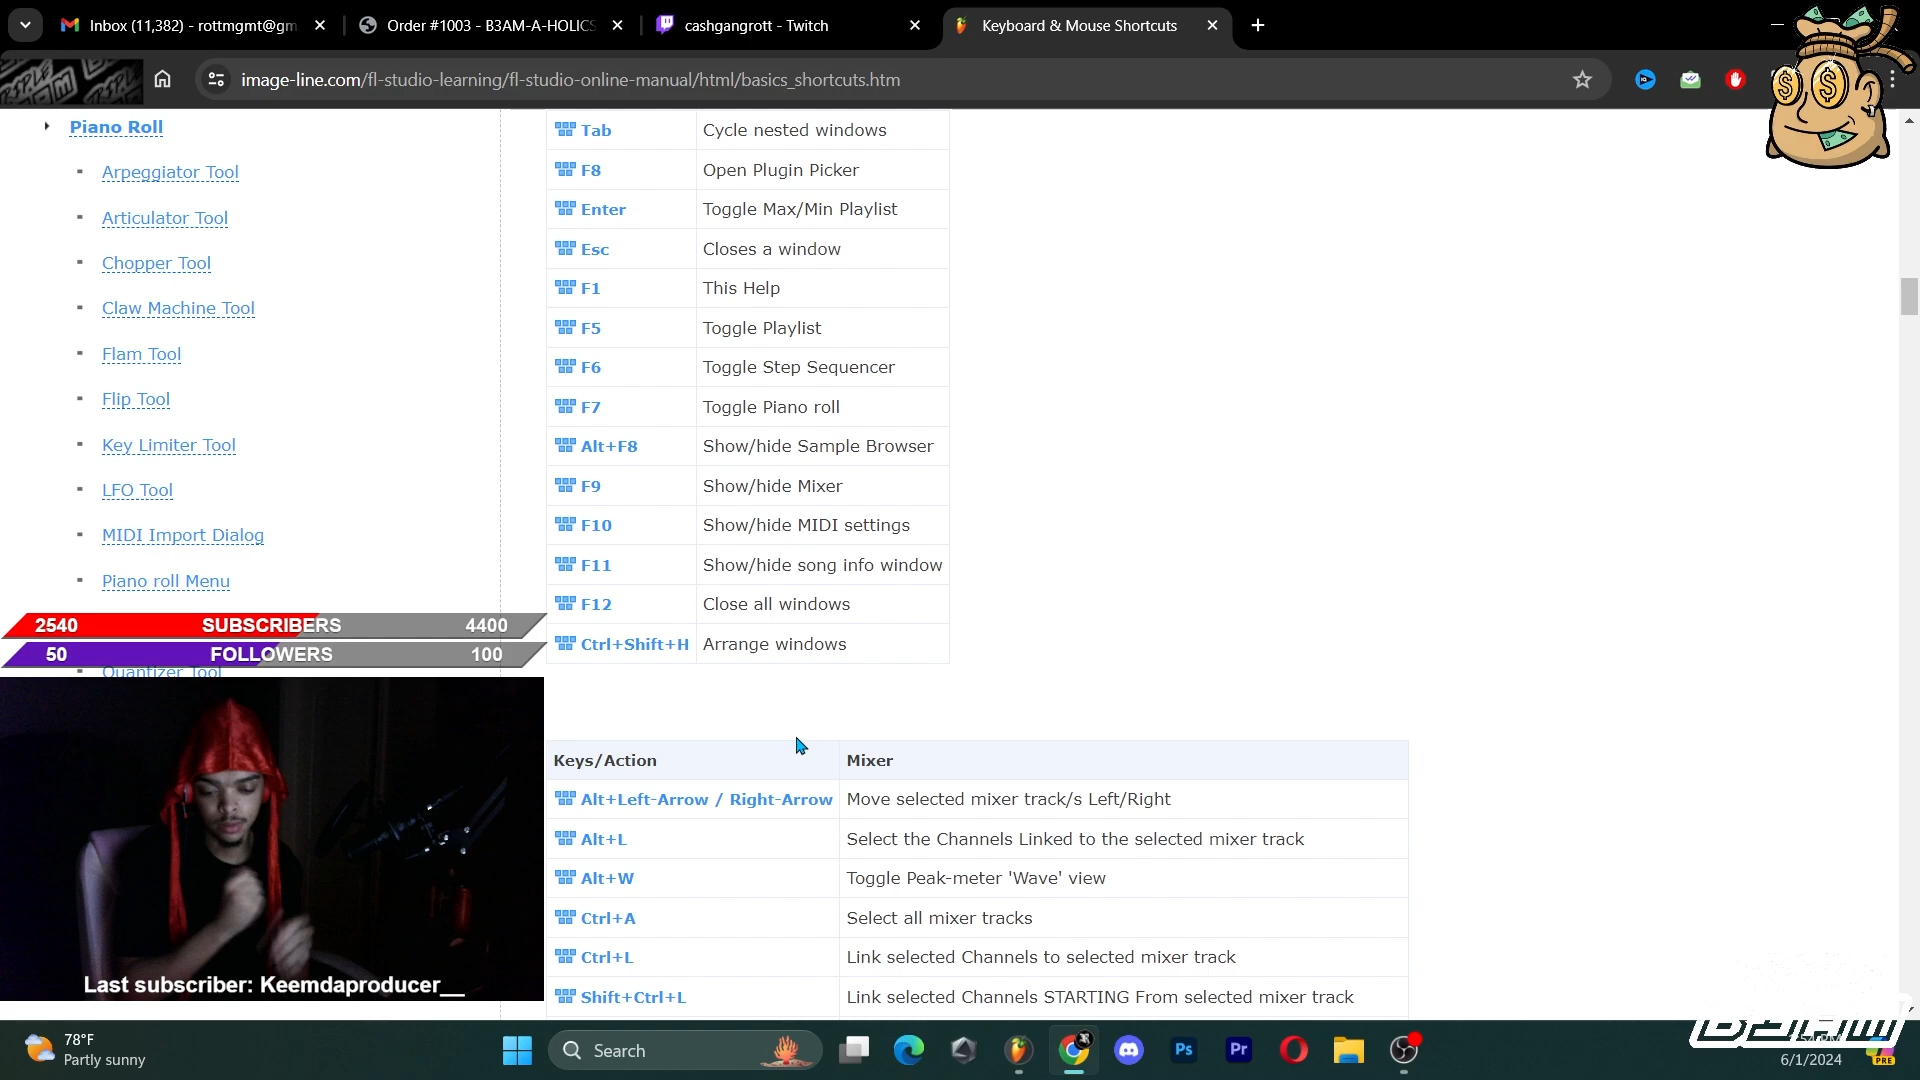 Inbox (11,382) - rottmgmt@gm
Order #1003 - B3AM-A-HOLICS
cashgangrott - Twitch
Keyboard & Mouse Shortcuts
image-line.com/fl-studio-learning/fl-studio-online-manual/html/basics_shortcuts.htm
Piano Roll
Arpeggiator Tool
Articulator Tool
Chopper Tool
Claw Machine Tool
Flam Tool
Flip Tool
Key Limiter Tool
LFO Tool
MIDI Import Dialog
Piano roll Menu
Quantizer Tool
Tab Cycle nested windows
F8 Open Plugin Picker
Enter Toggle Max/Min Playlist
Esc Closes a window
F1 This Help
F5 Toggle Playlist
F6 Toggle Step Sequencer
F7 Toggle Piano roll
Alt+F8 Show/hide Sample Browser
F9 Show/hide Mixer
F10 Show/hide MIDI settings
F11 Show/hide song info window
F12 Close all windows
Ctrl+Shift+H Arrange windows
2540 SUBSCRIBERS 4400
50 FOLLOWERS 100
Keys/Action Mixer
Alt+Left-Arrow / Right-Arrow Move selected mixer track/s Left/Right
Alt+L Select the Channels Linked to the selected mixer track
Alt+W Toggle Peak-meter 'Wave' view
Ctrl+A Select all mixer tracks
Ctrl+L Link selected Channels to selected mixer track
Shift+Ctrl+L Link selected Channels STARTING From selected mixer track
Last subscriber: Keemdaproducer__
78°F
Partly sunny
Search
Ps
Pr
B3AM
6/1/2024
PRE